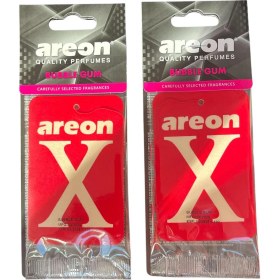 areon
QUALITY PERFUMES
BUBBLE GUM
CAREFULLY SELECTED FRAGRANCES
areon
X
areon
QUALITY PERFUMES
BUBBLE GUM
CAREFULLY SELECTED FRAGRANCES
areon
X